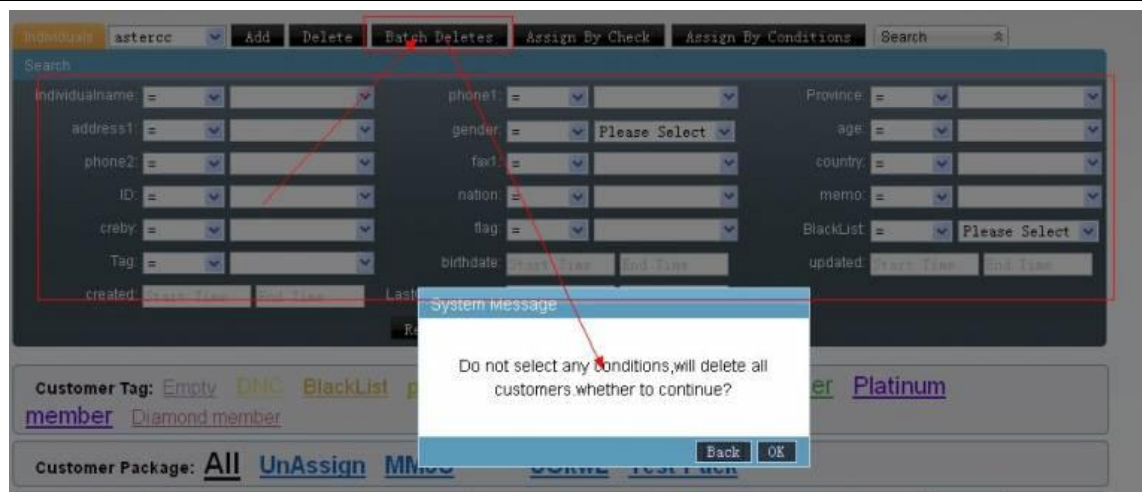 Individuals astercc Add Delete Batch Deletes Assign By Check Assign By Conditions Search
Search
individualname: = phone1: = Province: =
address1: = gender: = Please Select age: =
phone2: = fax1: = country: =
ID: = nation: = memo: =
creby: = flag: = BlackList: = Please Select
Tag: = birthdate: Start Time End Time updated: Start Time End Time
created: Start Time End Time
System Message
Do not select any conditions,will delete all
customers.whether to continue?
Back OK
Customer Tag: Empty DNC BlackList Platinum
member Diamond member
Customer Package: All UnAssign Test Pack